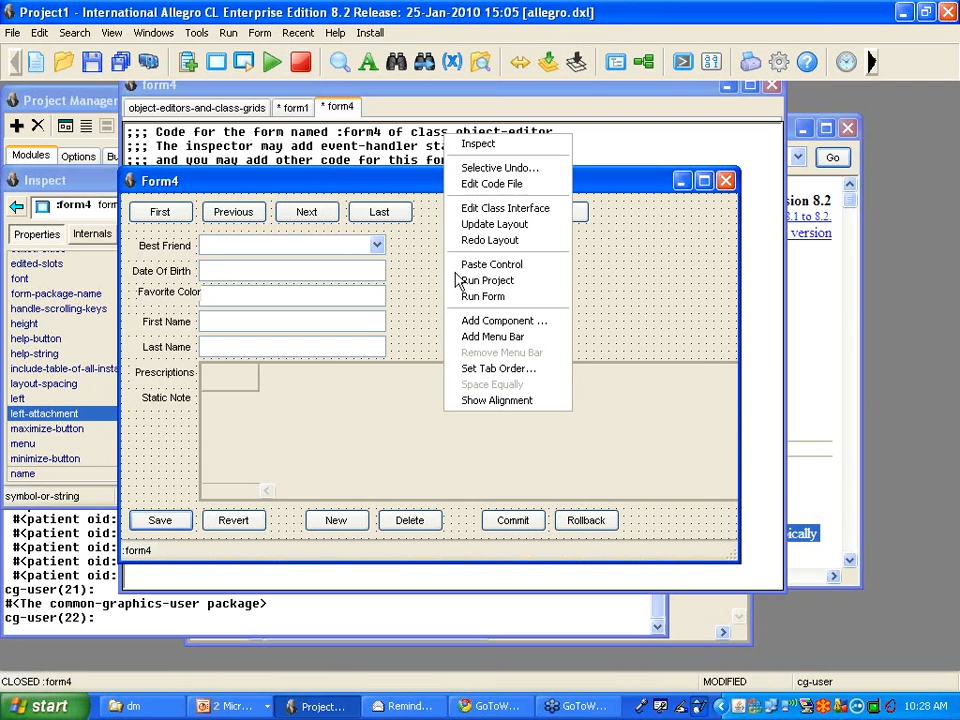 Project1 - International Allegro CL Enterprise Edition 8.2 Release: 25-Jan-2010 15:05 [allegro.dxl]
File Edit Search View Windows Tools Run Form Recent Help Install
form4
Project Manager
object-editors-and-class-grids * form1 * form4
Modules Options
;;; Code for the form named :form4 of class object-editor
;;; The inspector may add event-handler
;;; and you may add other code for this
Go
Inspect
:form4
Properties Internals
edited-slots
font
form-package-name
handle-scrolling-keys
height
help-button
help-string
layout-spacing
left
left-attachment
maximize-button
menu
minimize-button
name
symbol-or-string
Form4
First Previous Next Last
Best Friend
Date Of Birth
Favorite Color
First Name
Last Name
Prescriptions
Static Note
Save Revert New Delete Commit Rollback
:form4
Inspect
Selective Undo...
Edit Code File
Edit Class Interface
Update Layout
Redo Layout
Paste Control
Run Project
Run Form
Add Component ...
Add Menu Bar
Remove Menu Bar
Set Tab Order...
Space Equally
Show Alignment
8.2
8.1 to 8.2.
version
#<patient oid:
#<patient oid:
#<patient oid:
#<patient oid:
#<patient oid:
cg-user(21):
#<The common-graphics-user package>
cg-user(22):
CLOSED :form4 MODIFIED cg-user
start dm 2 Micr... Project... Remind... GoToW... GoToW... 10:28 AM